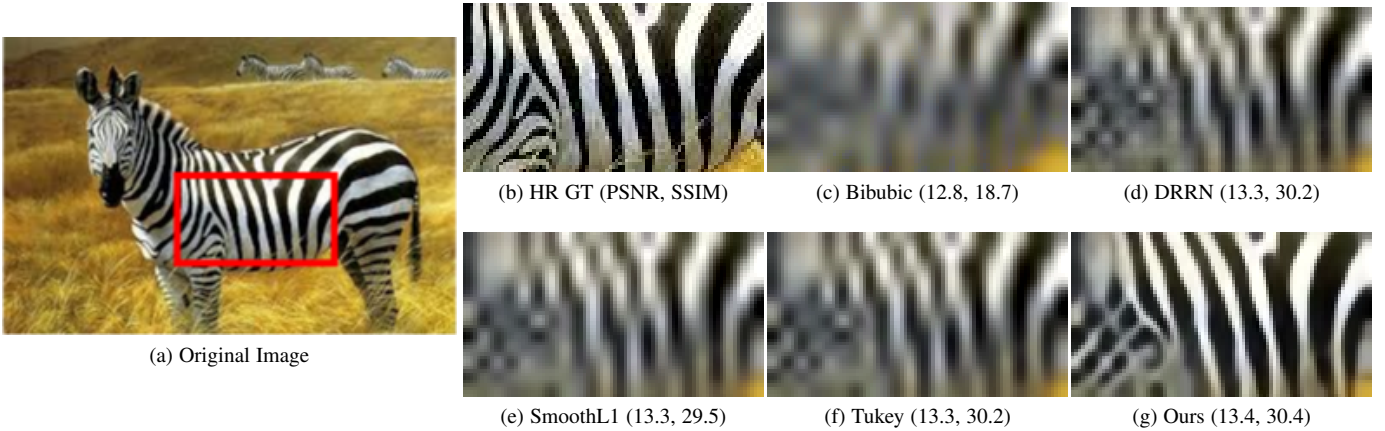 (a) Original Image
(b) HR GT (PSNR, SSIM)
(c) Bibubic (12.8, 18.7)
(d) DRRN (13.3, 30.2)
(e) SmoothL1 (13.3, 29.5)
(f) Tukey (13.3, 30.2)
(g) Ours (13.4, 30.4)